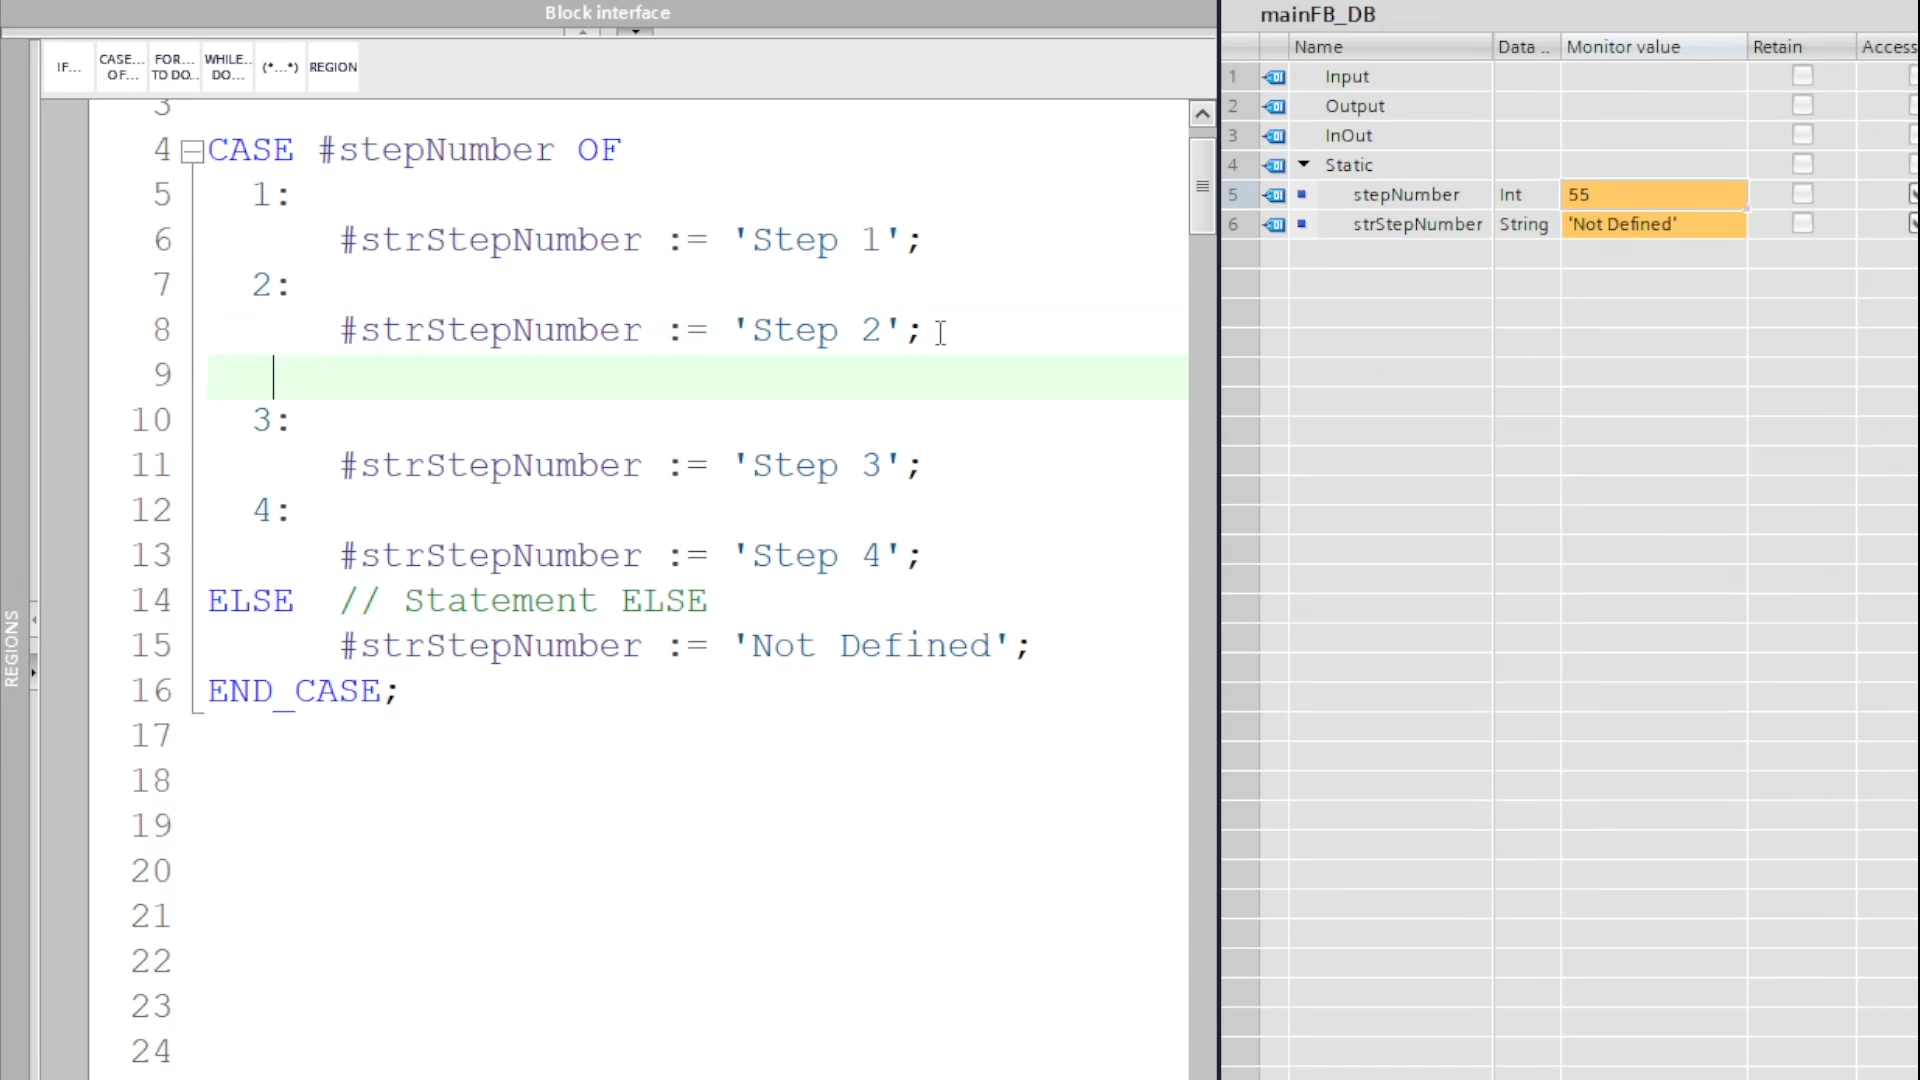 Block interface
IF... CASE... OF... FOR... TO DO.. WHILE.. DO... (*...*) REGION
3
4 CASE #stepNumber OF
5 1:
6 #strStepNumber := 'Step 1';
7 2:
8 #strStepNumber := 'Step 2';
9
10 3:
11 #strStepNumber := 'Step 3';
12 4:
13 #strStepNumber := 'Step 4';
14 ELSE // Statement ELSE
15 #strStepNumber := 'Not Defined';
16 END_CASE;
17
18
19
20
21
22
23
24
REGIONS
mainFB_DB
Name Data .. Monitor value Retain Access
1 Input
2 Output
3 InOut
4 Static
5 stepNumber Int 55
6 strStepNumber String 'Not Defined'